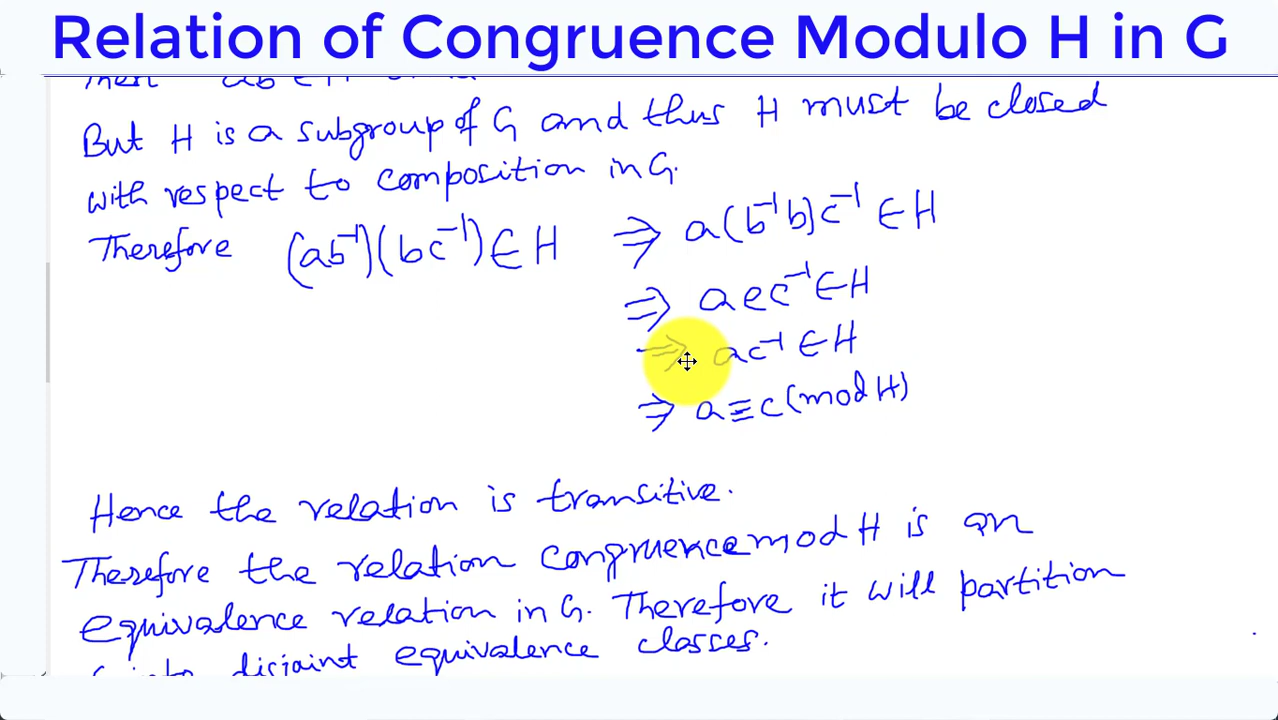 Relation of Congruence Modulo H in G
Then
But H is a subgroup of G and thus H must be closed
with respect to composition in G.
Therefore (ab⁻¹)(bc⁻¹) ∈ H ⇒ a(b⁻¹b)c⁻¹ ∈ H
⇒ aec⁻¹ ∈ H
⇒ ac⁻¹ ∈ H
⇒ a ≡ c (mod H)
Hence the relation is transitive.
Therefore the relation congruence mod H is an
equivalence relation in G. Therefore it will partition
G into disjoint equivalence classes.